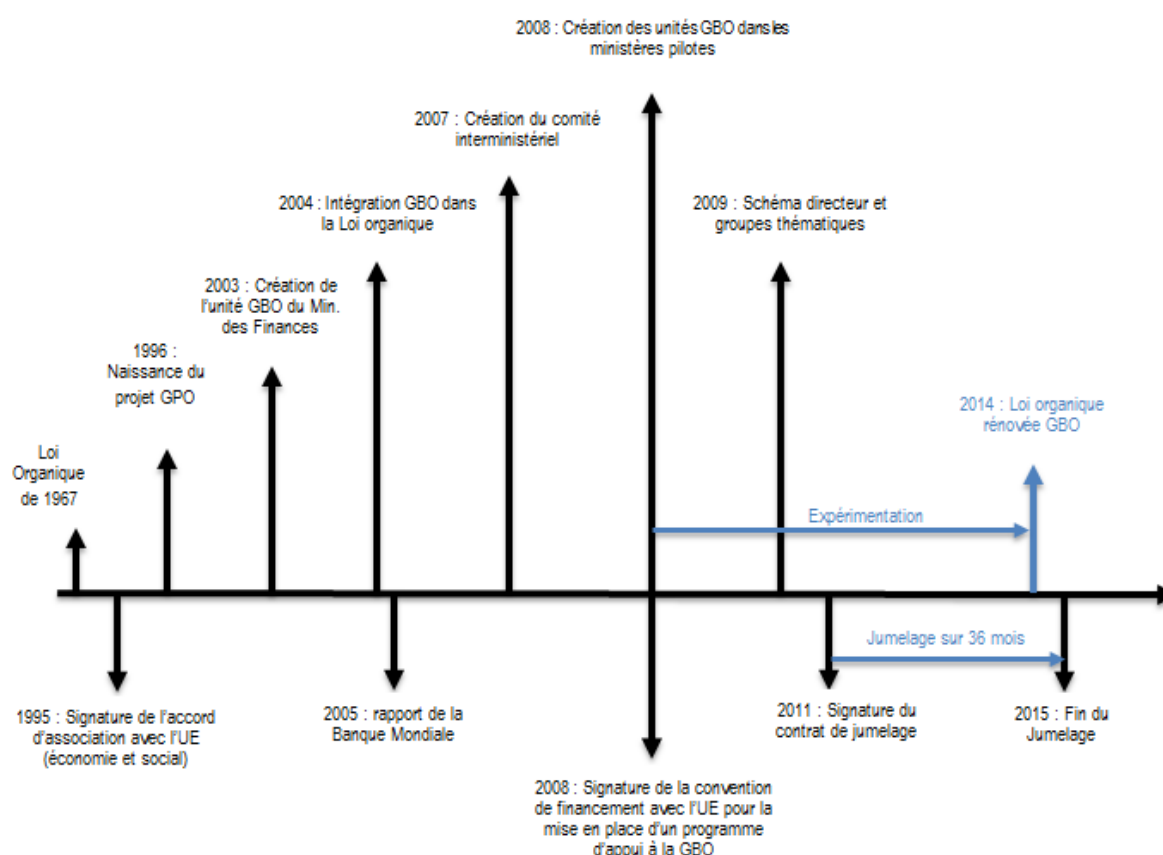 2008 : Création des unités GBO dans les
ministères pilotes
2007 : Création du comité
interministériel
2004 : Intégration GBO dans
la Loi organique
2009 : Schéma directeur et
groupes thématiques
2003 : Création de
l'unité GBO du Min.
des Finances
1996 :
Naissance du
projet GPO
2014 : Loi organique
rénovée GBO
Loi
Organique
de 1967
Expérimentation
Jumelage sur 36 mois
1995 : Signature de l'accord
d'association avec l'UE
(économie et social)
2005 : rapport de la
Banque Mondiale
2011 : Signature du
contrat de jumelage
2015 : Fin du
Jumelage
2008 : Signature de la convention
de financement avec l'UE pour la
mise en place d'un programme
d'appui à la GBO